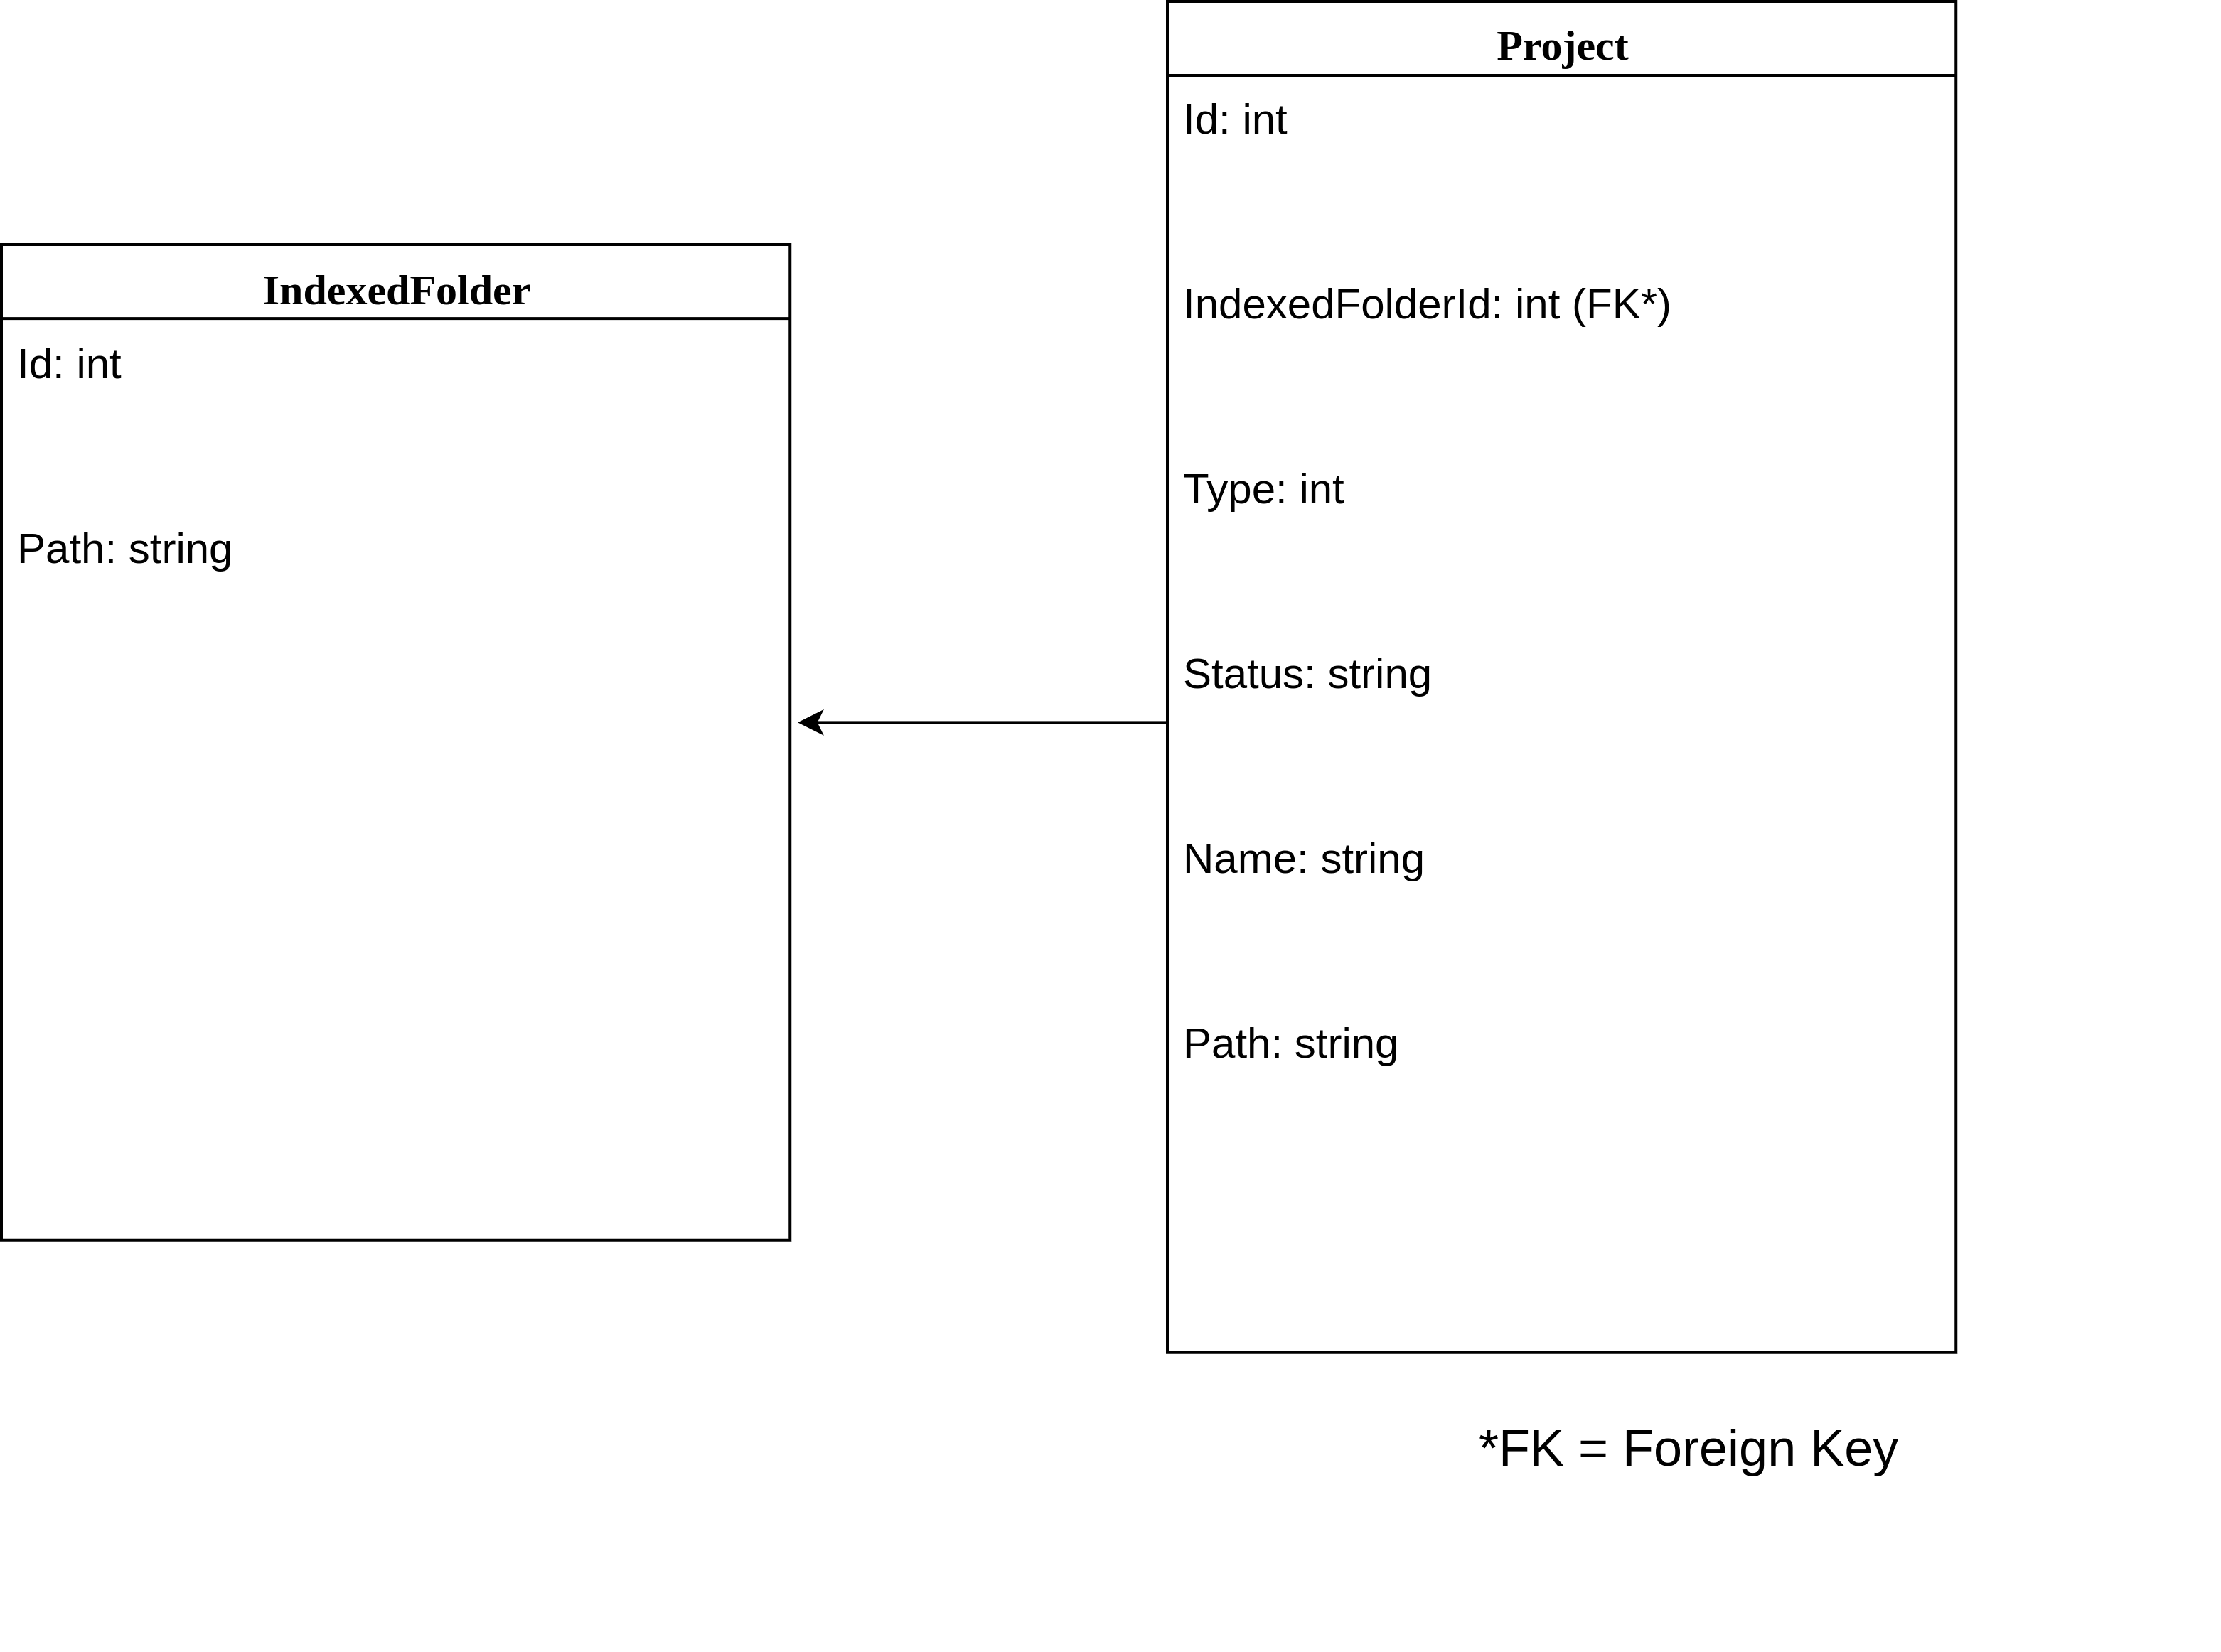 IndexedFolder
Id: int
Path: string
Project
Id: int
IndexedFolderId: int (FK*)
Type: int
Status: string
Name: string
Path: string
*FK = Foreign Key